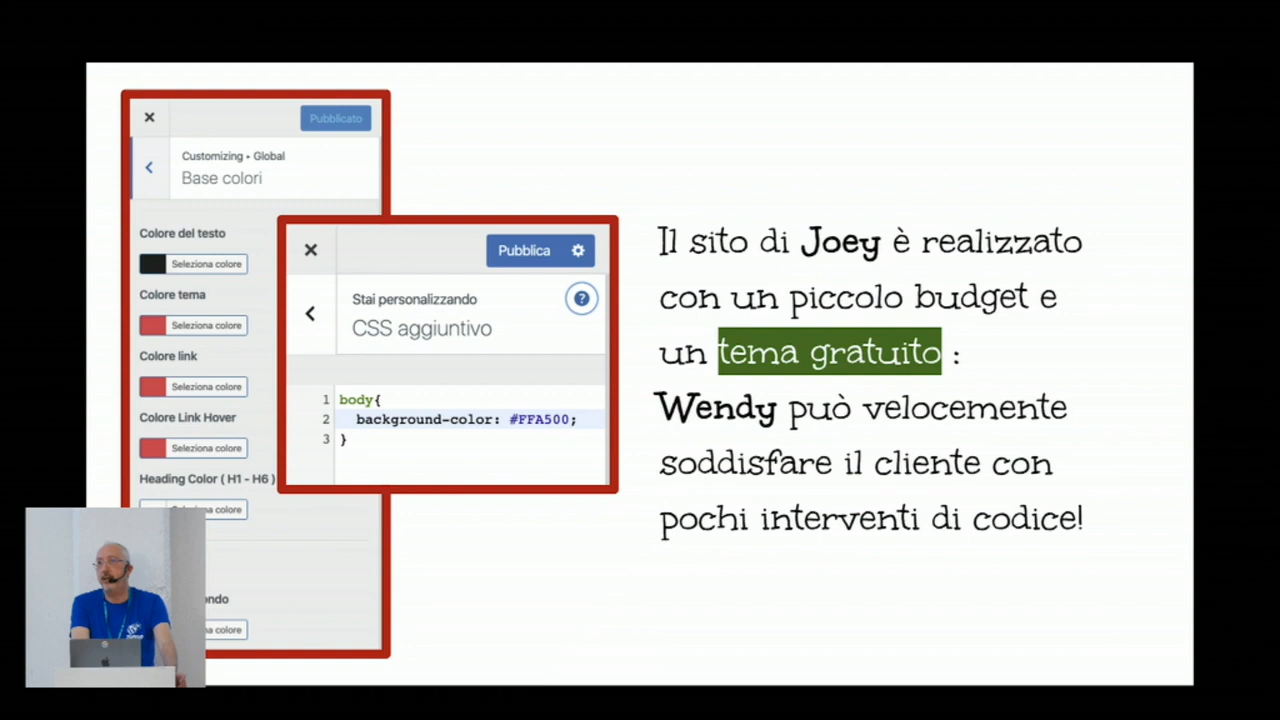 Pubblicato
Customizing • Global
Base colori
Colore del testo
Seleziona colore
Colore tema
Seleziona colore
Colore link
Seleziona colore
Colore Link Hover
Seleziona colore
Heading Color ( H1 - H6 )
colore
colore
Pubblica
Stai personalizzando
?
CSS aggiuntivo
1 body{
2 background-color: #FFA500;
3 }
Il sito di Joey è realizzato
con un piccolo budget e
un tema gratuito :
Wendy può velocemente
soddisfare il cliente con
pochi interventi di codice!